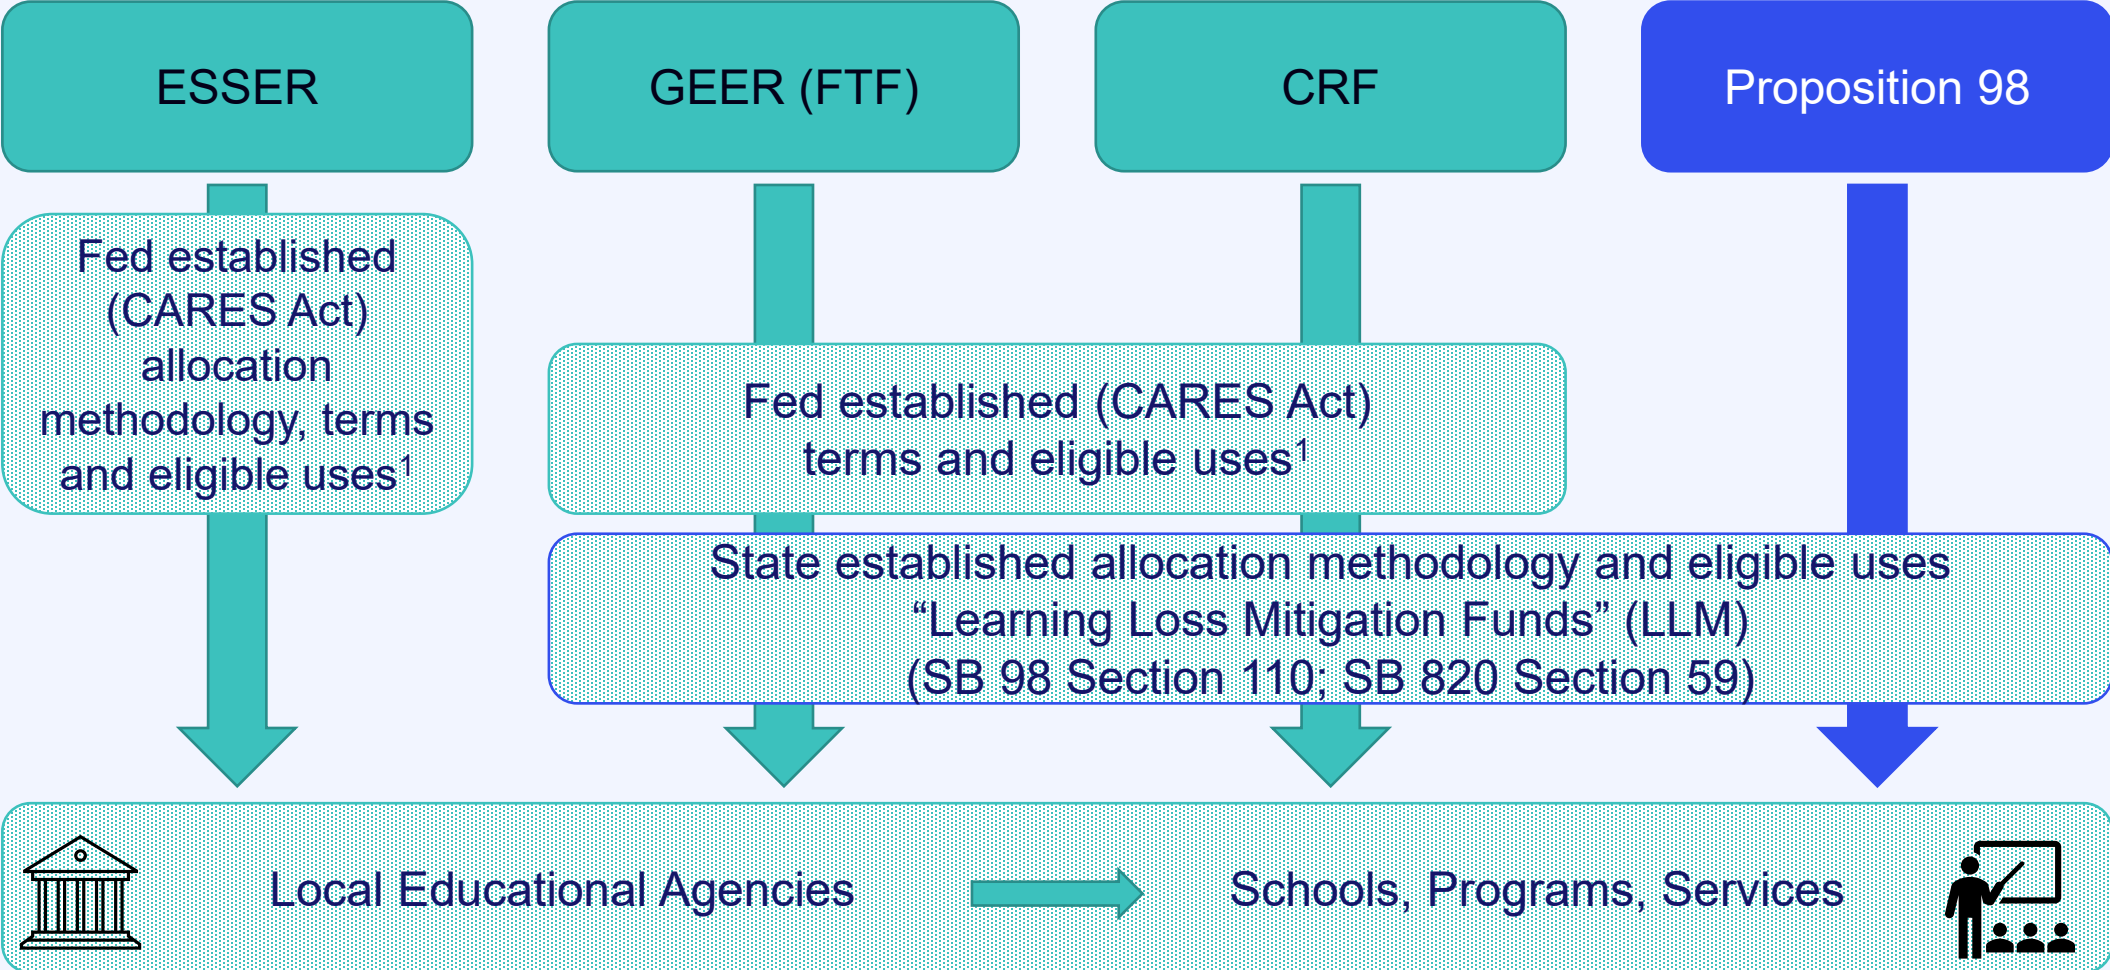 ESSER
GEER (FTF)
CRF
Proposition 98
Fed established
(CARES Act)
allocation
methodology, terms
and eligible uses¹
Fed established (CARES Act)
terms and eligible uses¹
State established allocation methodology and eligible uses
“Learning Loss Mitigation Funds” (LLM)
(SB 98 Section 110; SB 820 Section 59)
Local Educational Agencies
Schools, Programs, Services